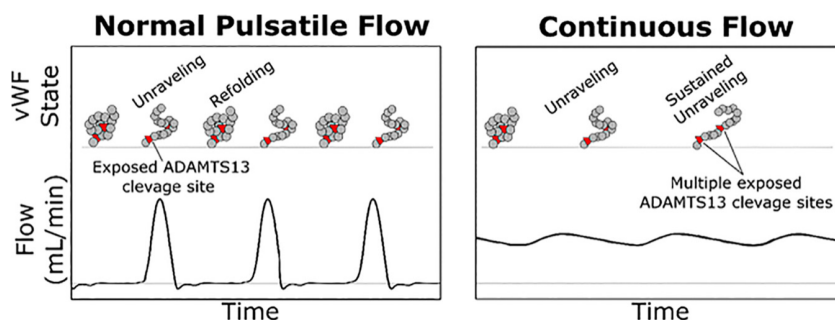 Normal Pulsatile Flow
vWF
State
Unraveling
Refolding
Exposed ADAMTS13
clevage site
Flow
(mL/min)
Time
Continuous Flow
Unraveling
Sustained
Unraveling
Multiple exposed
ADAMTS13 clevage sites
Time